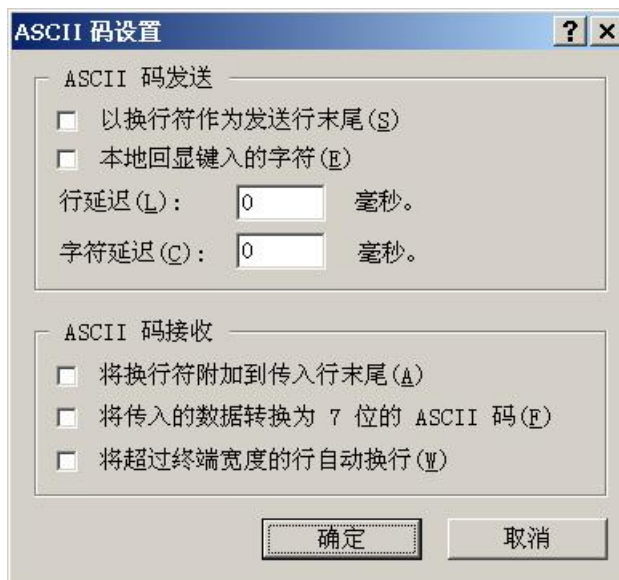 ASCII 码设置
ASCII 码发送
以换行符作为发送行末尾(S)
本地回显键入的字符(E)
行延迟(L): 0 毫秒。
字符延迟(C): 0 毫秒。
ASCII 码接收
将换行符附加到传入行末尾(A)
将传入的数据转换为 7 位的 ASCII 码(F)
将超过终端宽度的行自动换行(W)
确定 取消